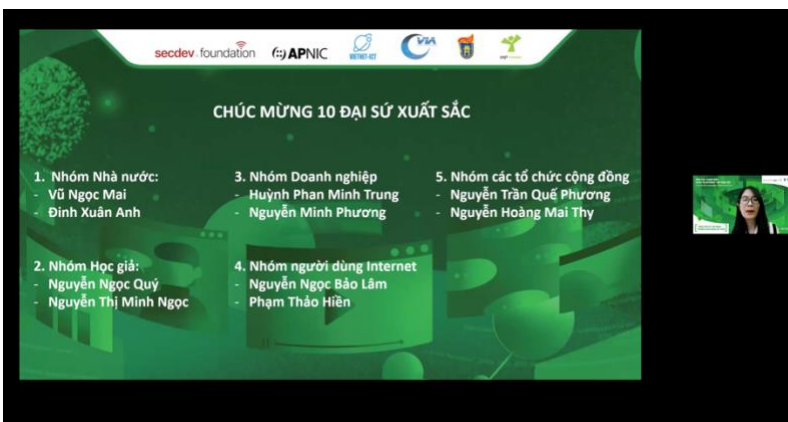 secdev. foundation
(::) APNIC
VIETNET-ICT
VIA
CHÚC MỪNG 10 ĐẠI SỨ XUẤT SẮC
1. Nhóm Nhà nước:
- Vũ Ngọc Mai
- Đinh Xuân Anh
2. Nhóm Học giả:
- Nguyễn Ngọc Quý
- Nguyễn Thị Minh Ngọc
3. Nhóm Doanh nghiệp
- Huỳnh Phan Minh Trung
- Nguyễn Minh Phương
4. Nhóm người dùng Internet
- Nguyễn Ngọc Bảo Lâm
- Phạm Thảo Hiền
5. Nhóm các tổ chức cộng đồng
- Nguyễn Trần Quế Phương
- Nguyễn Hoàng Mai Thy